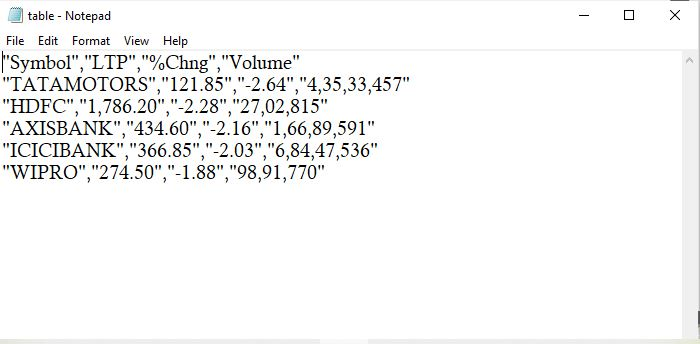 table - Notepad
File Edit Format View Help
"Symbol","LTP","%Chng","Volume"
"TATAMOTORS","121.85","-2.64","4,35,33,457"
"HDFC","1,786.20","-2.28","27,02,815"
"AXISBANK","434.60","-2.16","1,66,89,591"
"ICICIBANK","366.85","-2.03","6,84,47,536"
"WIPRO","274.50","-1.88","98,91,770"